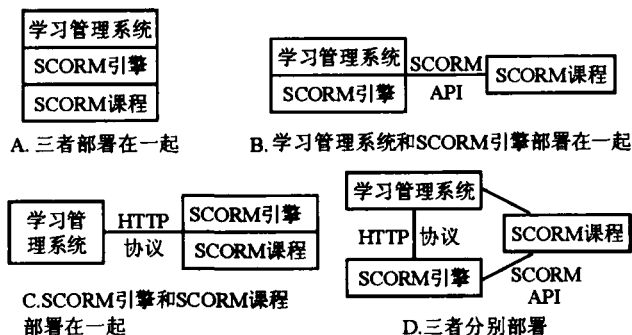 学习管理系统
SCORM引擎
SCORM课程
A. 三者部署在一起
学习管理系统
SCORM引擎
SCORM
API
SCORM课程
B. 学习管理系统和SCORM引擎部署在一起
学习管
理系统
HTTP
协议
SCORM引擎
SCORM课程
C.SCORM引擎和SCORM课程
部署在一起
学习管理系统
HTTP 协议
SCORM引擎
SCORM课程
SCORM
API
D.三者分别部署